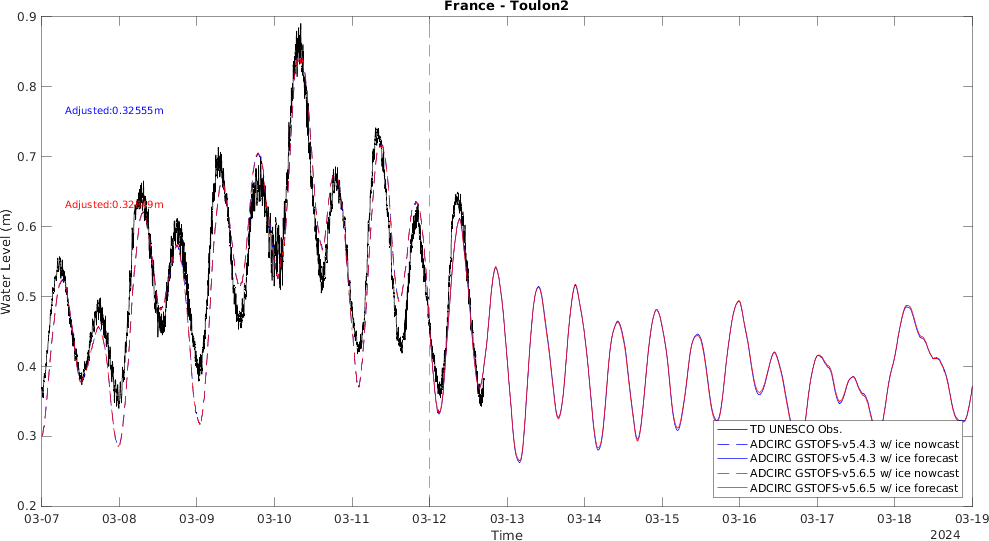 France - Toulon2
0.9
0.8
0.7
0.6
0.5
0.4
0.3
0.2
Water Level (m)
Adjusted:0.32555m
03-07
03-08
03-09
03-10
03-11
03-12
03-13
03-14
03-15
03-16
03-17
03-18
03-19
Time
2024
TD UNESCO Obs.
ADCIRC GSTOFS-v5.4.3 w/ ice nowcast
ADCIRC GSTOFS-v5.4.3 w/ ice forecast
ADCIRC GSTOFS-v5.6.5 w/ ice nowcast
ADCIRC GSTOFS-v5.6.5 w/ ice forecast